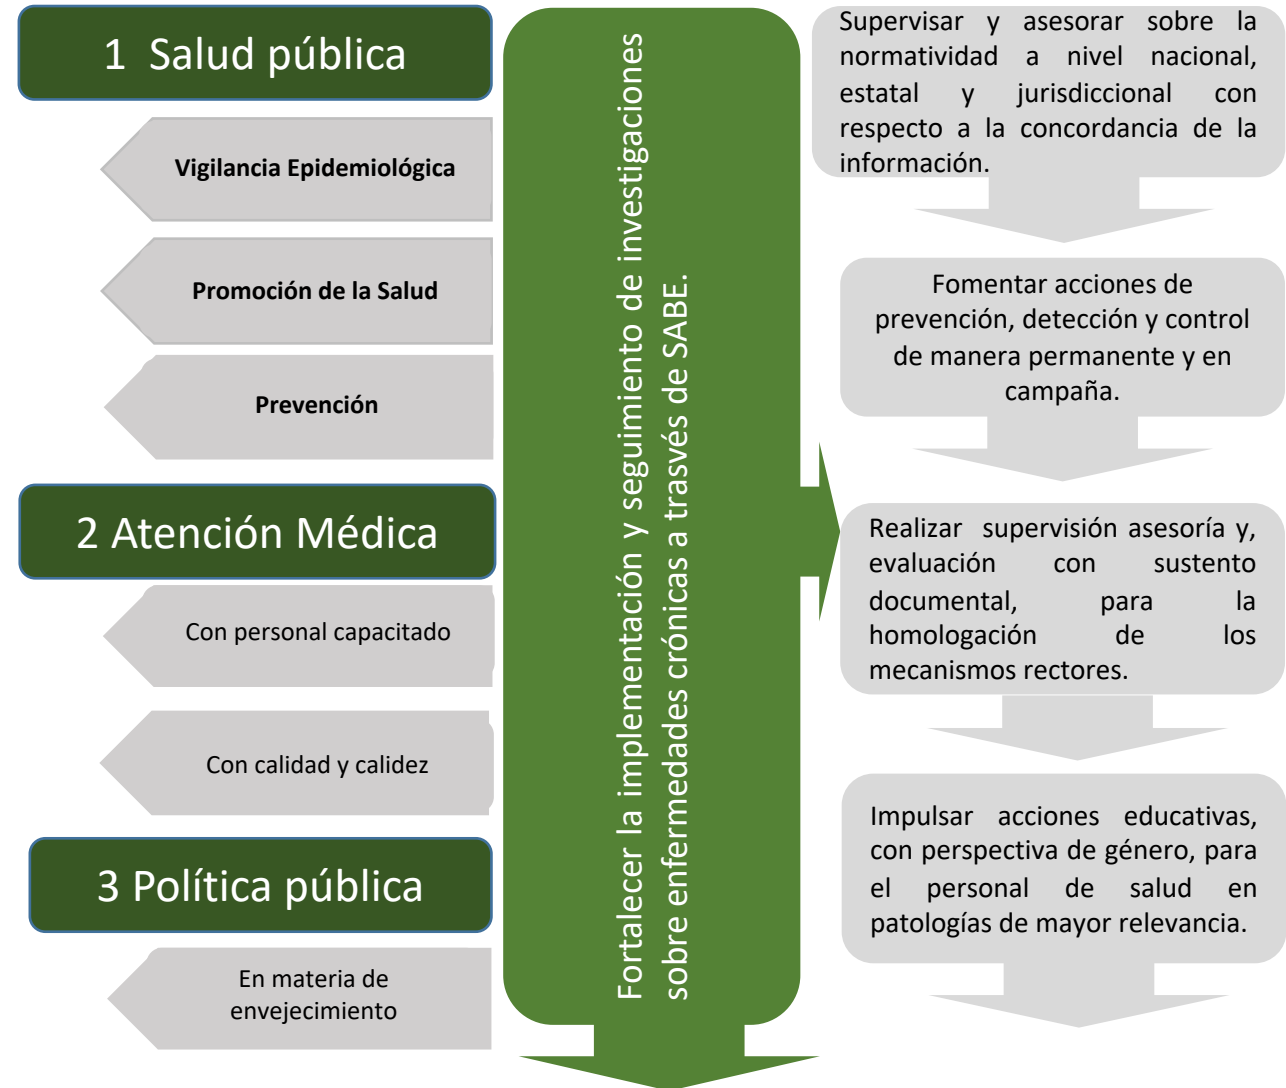 1 Salud pública
Vigilancia Epidemiológica
Promoción de la Salud
Prevención
2 Atención Médica
Con personal capacitado
Con calidad y calidez
3 Política pública
En materia de
envejecimiento
Fortalecer la implementación y seguimiento de investigaciones
sobre enfermedades crónicas a trasvés de SABE.
Supervisar y asesorar sobre la
normatividad a nivel nacional,
estatal y jurisdiccional con
respecto a la concordancia de la
información.
Fomentar acciones de
prevención, detección y control
de manera permanente y en
campaña.
Realizar supervisión asesoría y,
evaluación con sustento
documental, para la
homologación de los
mecanismos rectores.
Impulsar acciones educativas,
con perspectiva de género, para
el personal de salud en
patologías de mayor relevancia.